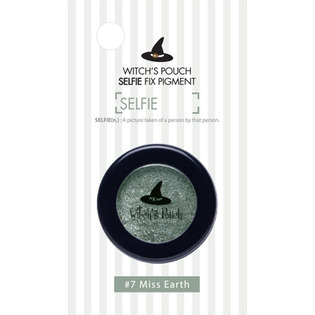 WITCH'S POUCH
SELFIE FIX PIGMENT
SELFIE
SELFIE(n.) : A picture taken of a person by that person.
Witch's Pouch
#7 Miss Earth